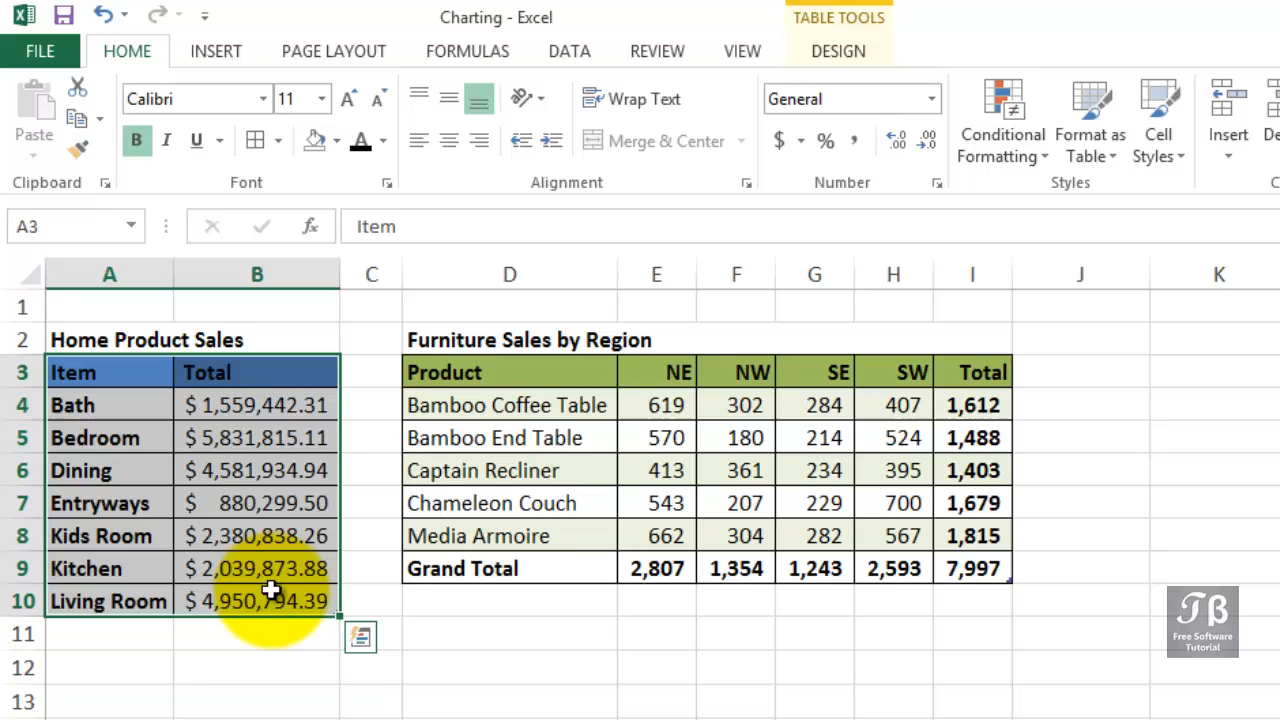 Charting - Excel
TABLE TOOLS
FILE HOME INSERT PAGE LAYOUT FORMULAS DATA REVIEW VIEW DESIGN
Calibri 11 A A Wrap Text General
Paste B I U A Merge & Center $ % , Conditional Formatting Format as Table Cell Styles Insert
Clipboard Font Alignment Number Styles
A3 fx Item
A B C D E F G H I J K
1
2 Home Product Sales Furniture Sales by Region
3 Item Total Product NE NW SE SW Total
4 Bath $ 1,559,442.31 Bamboo Coffee Table 619 302 284 407 1,612
5 Bedroom $ 5,831,815.11 Bamboo End Table 570 180 214 524 1,488
6 Dining $ 4,581,934.94 Captain Recliner 413 361 234 395 1,403
7 Entryways $ 880,299.50 Chameleon Couch 543 207 229 700 1,679
8 Kids Room $ 2,380,838.26 Media Armoire 662 304 282 567 1,815
9 Kitchen $ 2,039,873.88 Grand Total 2,807 1,354 1,243 2,593 7,997
10 Living Room $ 4,950,794.39
11
12
13
TB
Free Software
Tutorial